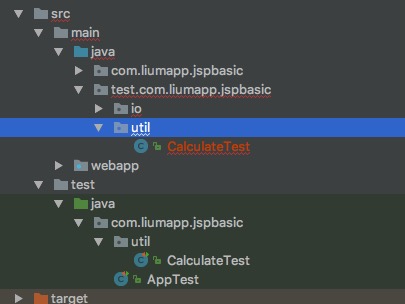 src
main
java
com.liumapp.jspbasic
test.com.liumapp.jspbasic
io
util
CalculateTest
webapp
test
java
com.liumapp.jspbasic
util
CalculateTest
AppTest
target